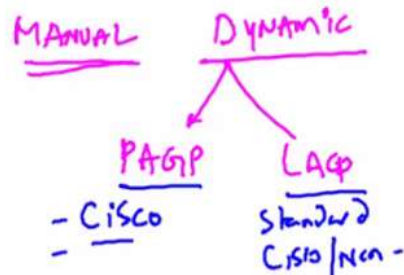 MANUAL DYNAMIC
PAGP LACP
- CISCO Standard
- Cisco/Non-